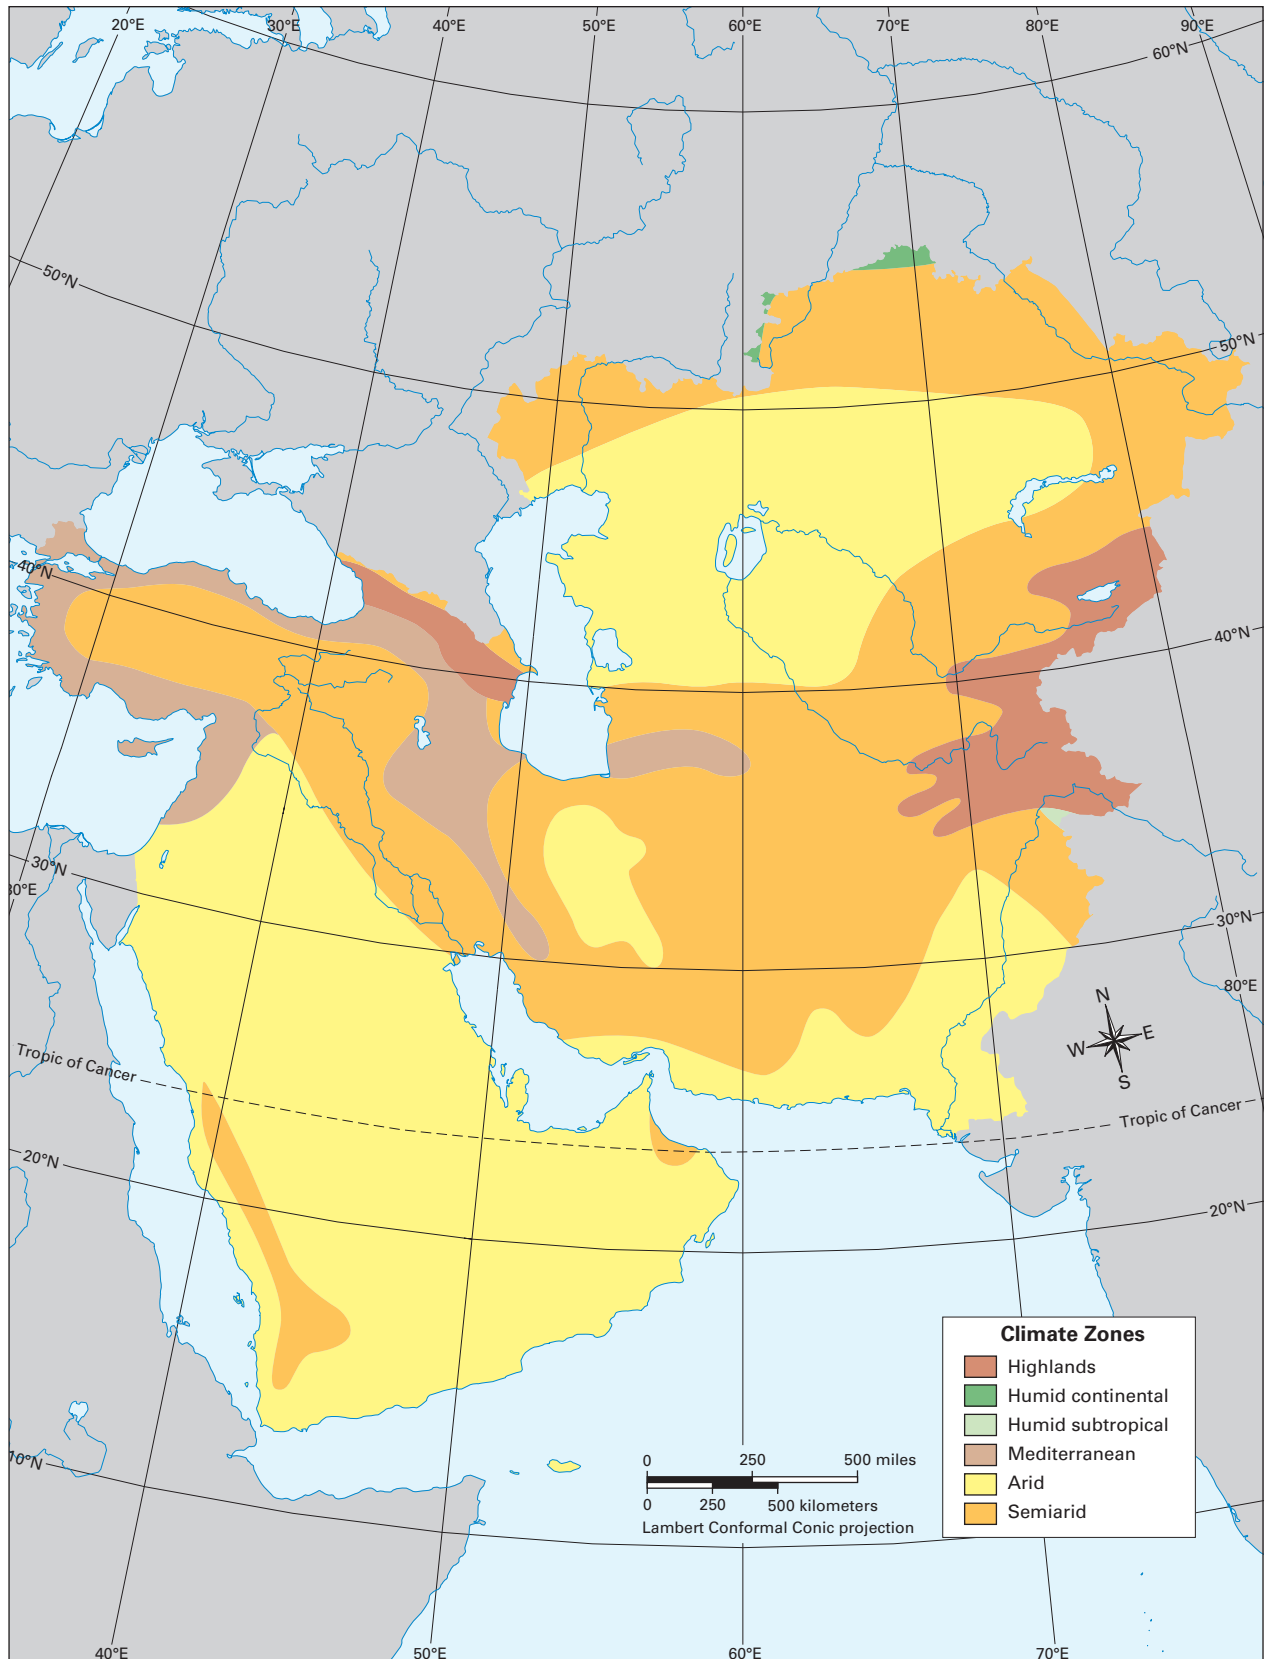 20°E 30°E 40°E 50°E 60°E 70°E 80°E 90°E
60°N
50°N
50°N
40°N
40°N
30°N
30°E
30°N
80°E
N
W E
S
Tropic of Cancer
Tropic of Cancer
20°N
20°N
10°N
Climate Zones
Highlands
Humid continental
Humid subtropical
Mediterranean
Arid
Semiarid
0 250 500 miles
0 250 500 kilometers
Lambert Conformal Conic projection
40°E 50°E 60°E 70°E